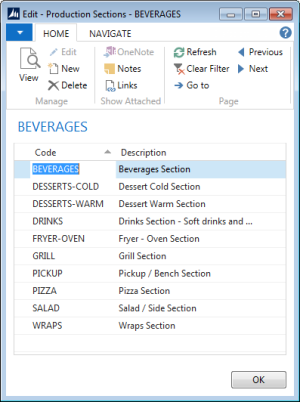 Edit - Production Sections - BEVERAGES
HOME NAVIGATE
View
Edit
New
Delete
Manage
OneNote
Notes
Links
Show Attached
Refresh
Clear Filter
Go to
Previous
Next
Page
BEVERAGES
Code Description
BEVERAGES Beverages Section
DESSERTS-COLD Dessert Cold Section
DESSERTS-WARM Dessert Warm Section
DRINKS Drinks Section - Soft drinks and ...
FRYER-OVEN Fryer - Oven Section
GRILL Grill Section
PICKUP Pickup / Bench Section
PIZZA Pizza Section
SALAD Salad / Side Section
WRAPS Wraps Section
OK